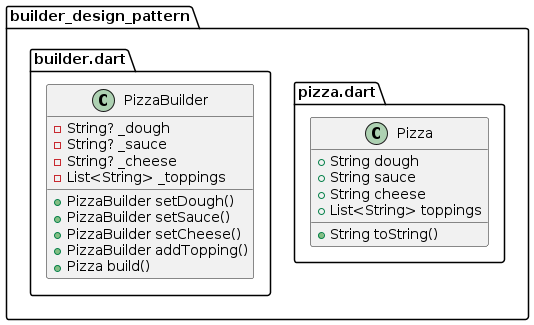 builder_design_pattern
builder.dart
C PizzaBuilder
String? _dough
String? _sauce
String? _cheese
List<String> _toppings
PizzaBuilder setDough()
PizzaBuilder setSauce()
PizzaBuilder setCheese()
PizzaBuilder addTopping()
Pizza build()
pizza.dart
C Pizza
String dough
String sauce
String cheese
List<String> toppings
String toString()